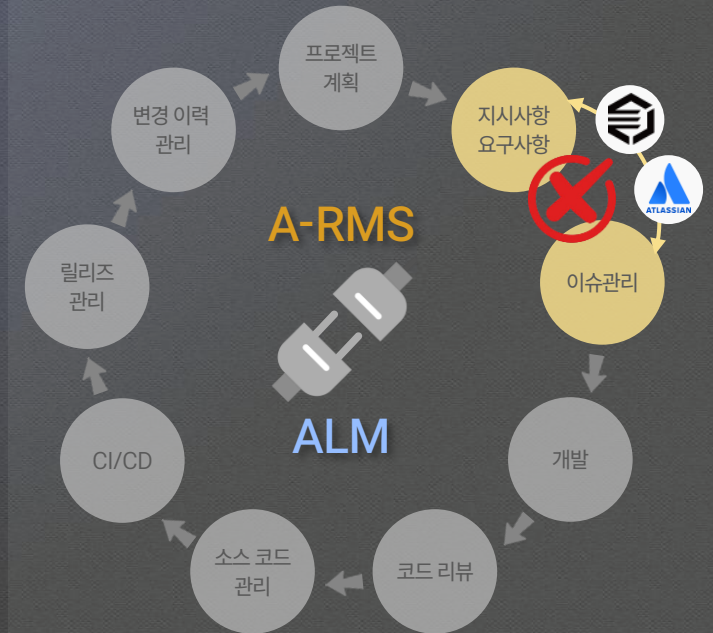 프로젝트
계획
지시사항
요구사항
ATLASSIAN
이슈관리
개발
코드 리뷰
소스 코드
관리
CI/CD
릴리즈
관리
변경 이력
관리
A-RMS
ALM